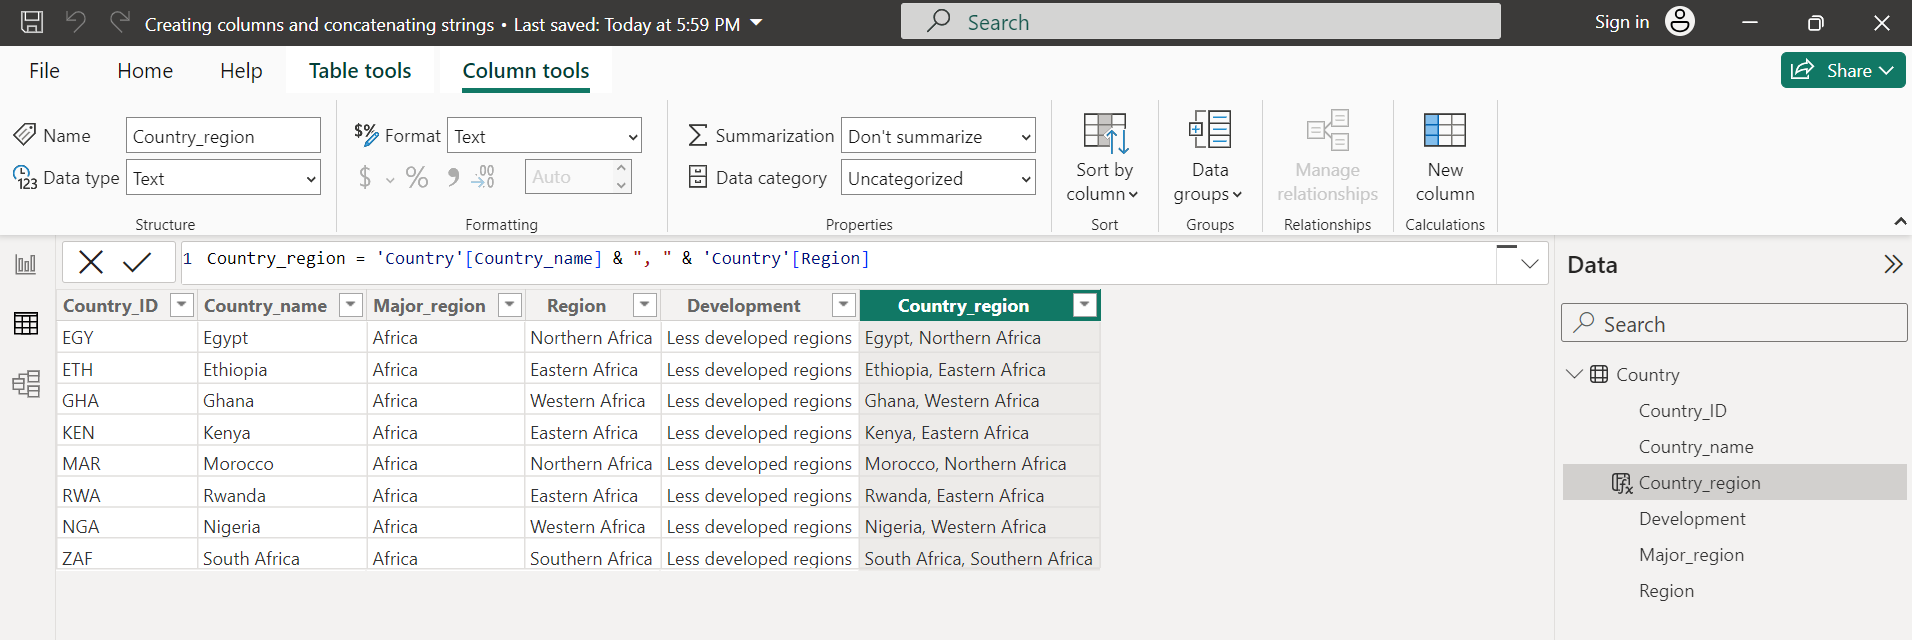 Creating columns and concatenating strings • Last saved: Today at 5:59 PM
Search
Sign in
File Home Help Table tools Column tools
Share
Name Country_region
Data type Text
Structure
$% Format Text
$ % 9 .00 Auto
Formatting
Summarization Don't summarize
Data category Uncategorized
Properties
Sort by
column
Sort
Data
groups
Groups
Manage
relationships
Relationships
New
column
Calculations
1 Country_region = 'Country'[Country_name] & ", " & 'Country'[Region]
Country_ID Country_name Major_region Region Development Country_region
EGY Egypt Africa Northern Africa Less developed regions Egypt, Northern Africa
ETH Ethiopia Africa Eastern Africa Less developed regions Ethiopia, Eastern Africa
GHA Ghana Africa Western Africa Less developed regions Ghana, Western Africa
KEN Kenya Africa Eastern Africa Less developed regions Kenya, Eastern Africa
MAR Morocco Africa Northern Africa Less developed regions Morocco, Northern Africa
RWA Rwanda Africa Eastern Africa Less developed regions Rwanda, Eastern Africa
NGA Nigeria Africa Western Africa Less developed regions Nigeria, Western Africa
ZAF South Africa Africa Southern Africa Less developed regions South Africa, Southern Africa
Data
Search
Country
Country_ID
Country_name
Country_region
Development
Major_region
Region